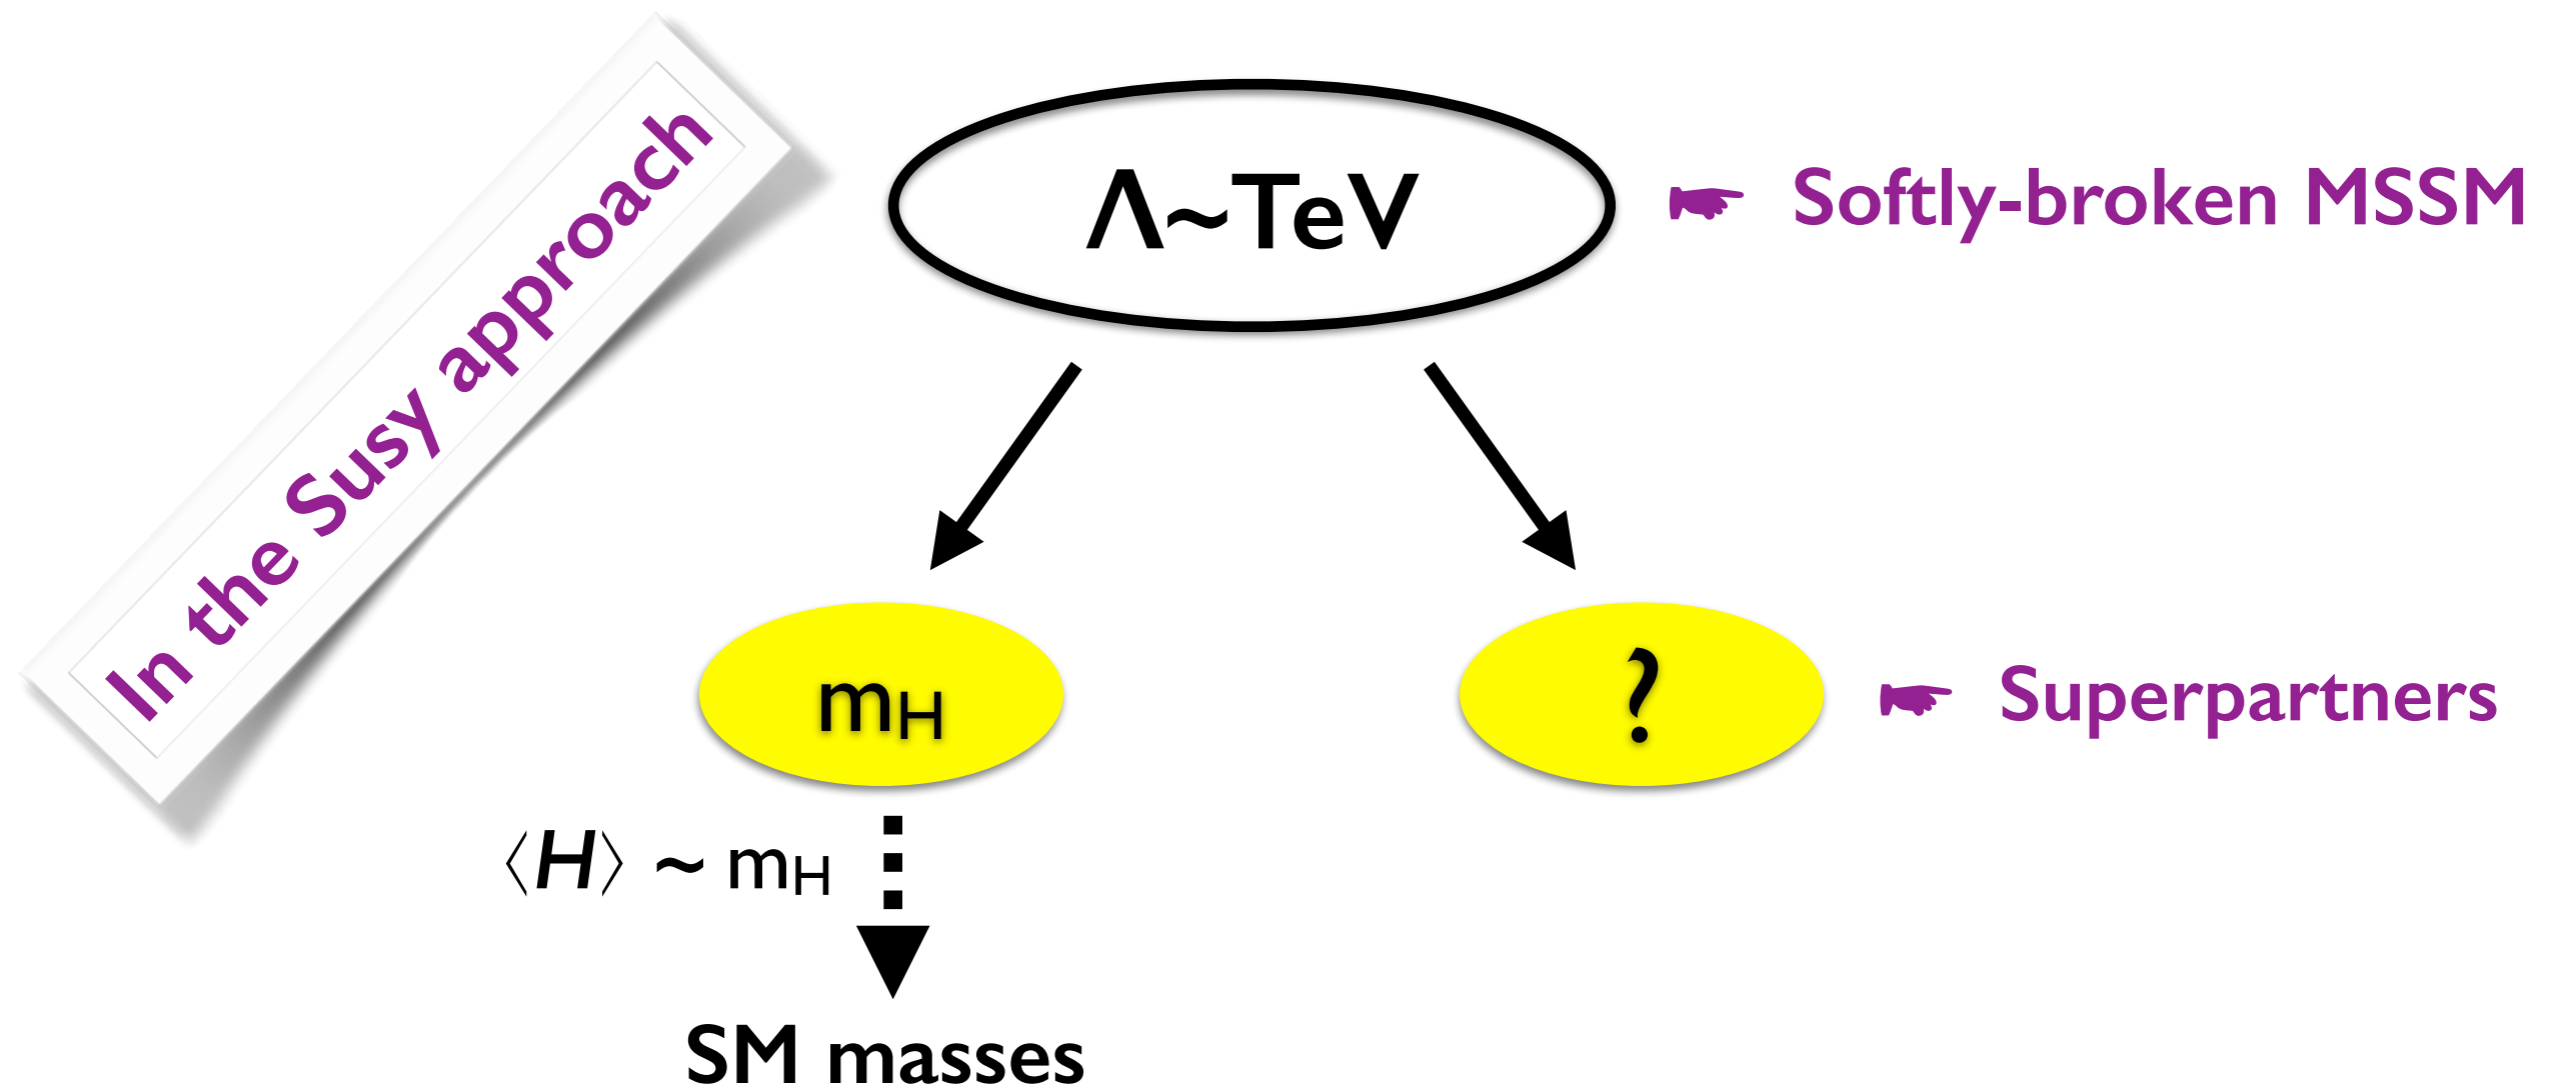 In the Susy approach
Λ~TeV
☛ Softly-broken MSSM
mH
?
☛ Superpartners
⟨H⟩ ~ mH
SM masses